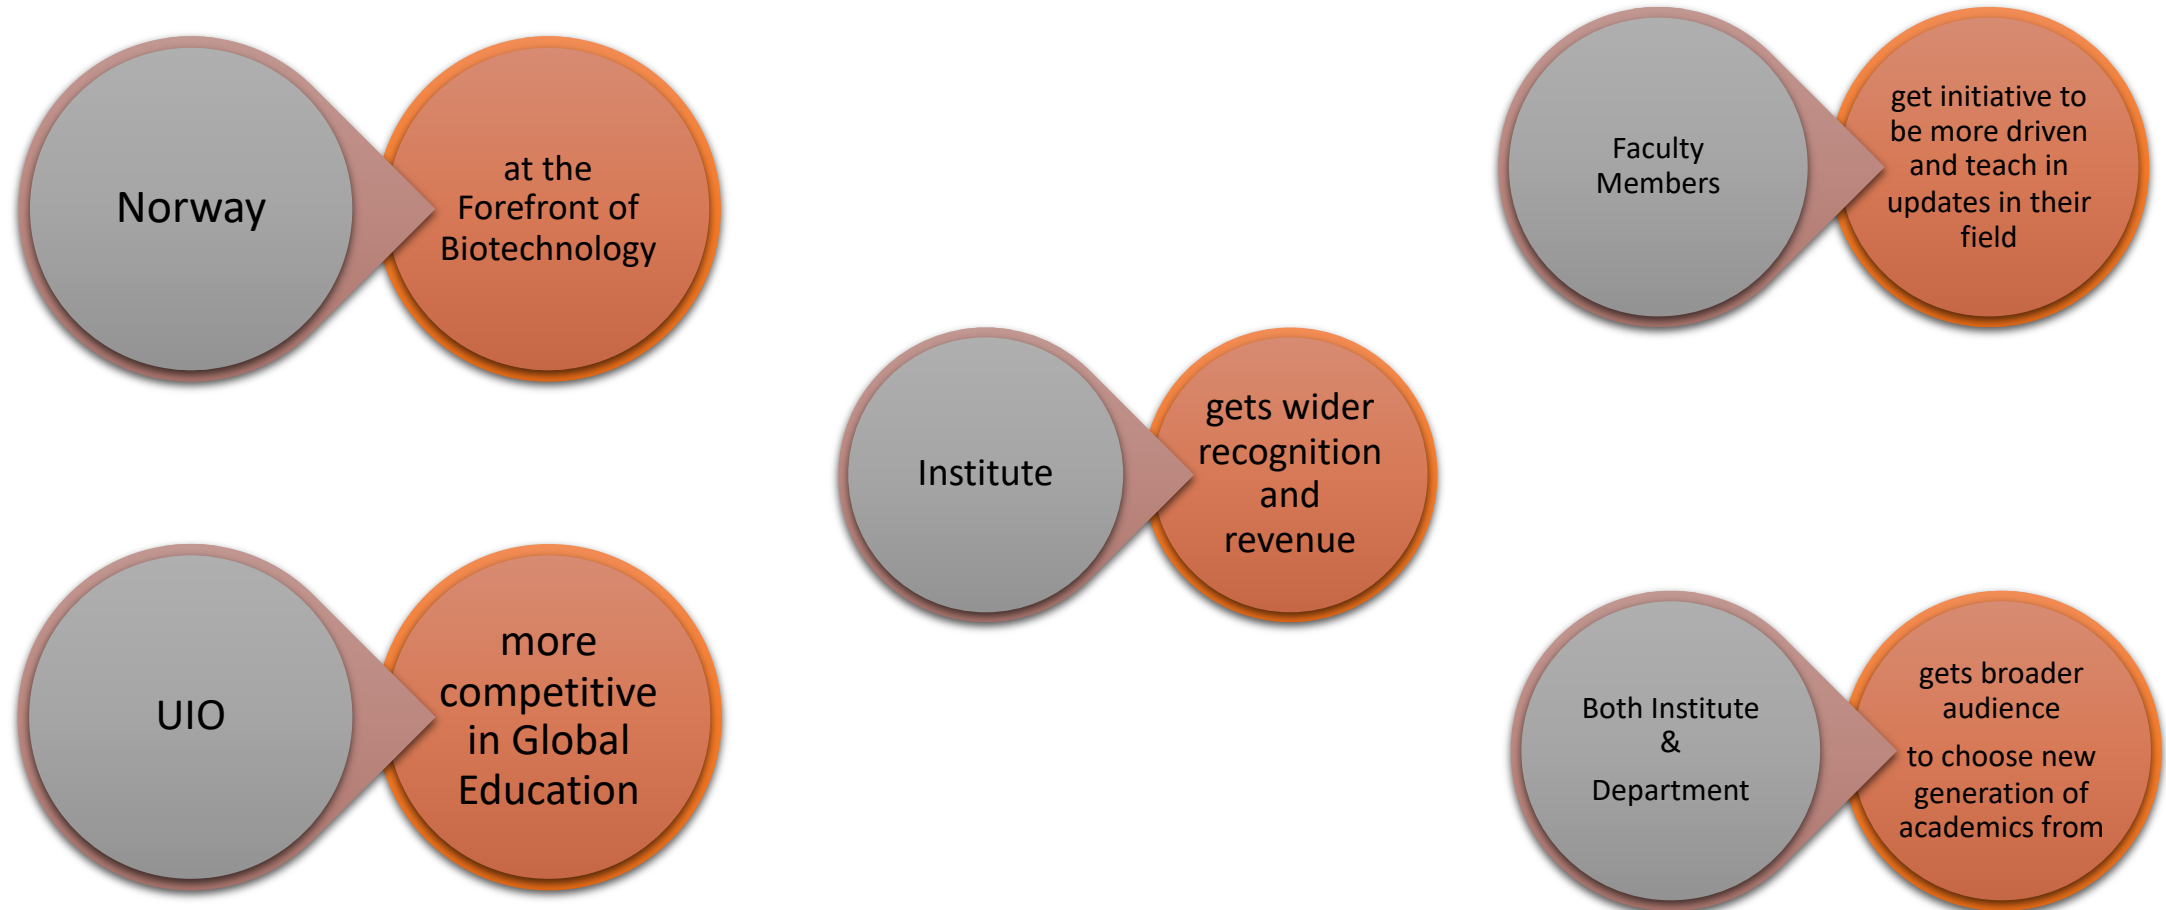 Norway
at the
Forefront of
Biotechnology
UIO
more
competitive
in Global
Education
Institute
gets wider
recognition
and
revenue
Faculty
Members
get initiative to
be more driven
and teach in
updates in their
field
Both Institute
&
Department
gets broader
audience
to choose new
generation of
academics from